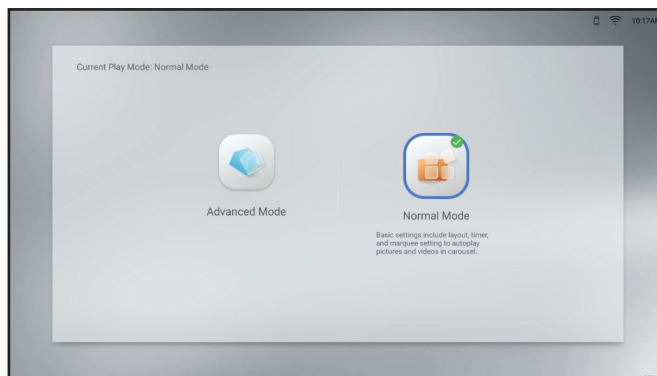 10:17AM
Current Play Mode: Normal Mode
Advanced Mode
Normal Mode
Basic settings include layout, timer,
and marquee setting to autoplay
pictures and videos in carousel.